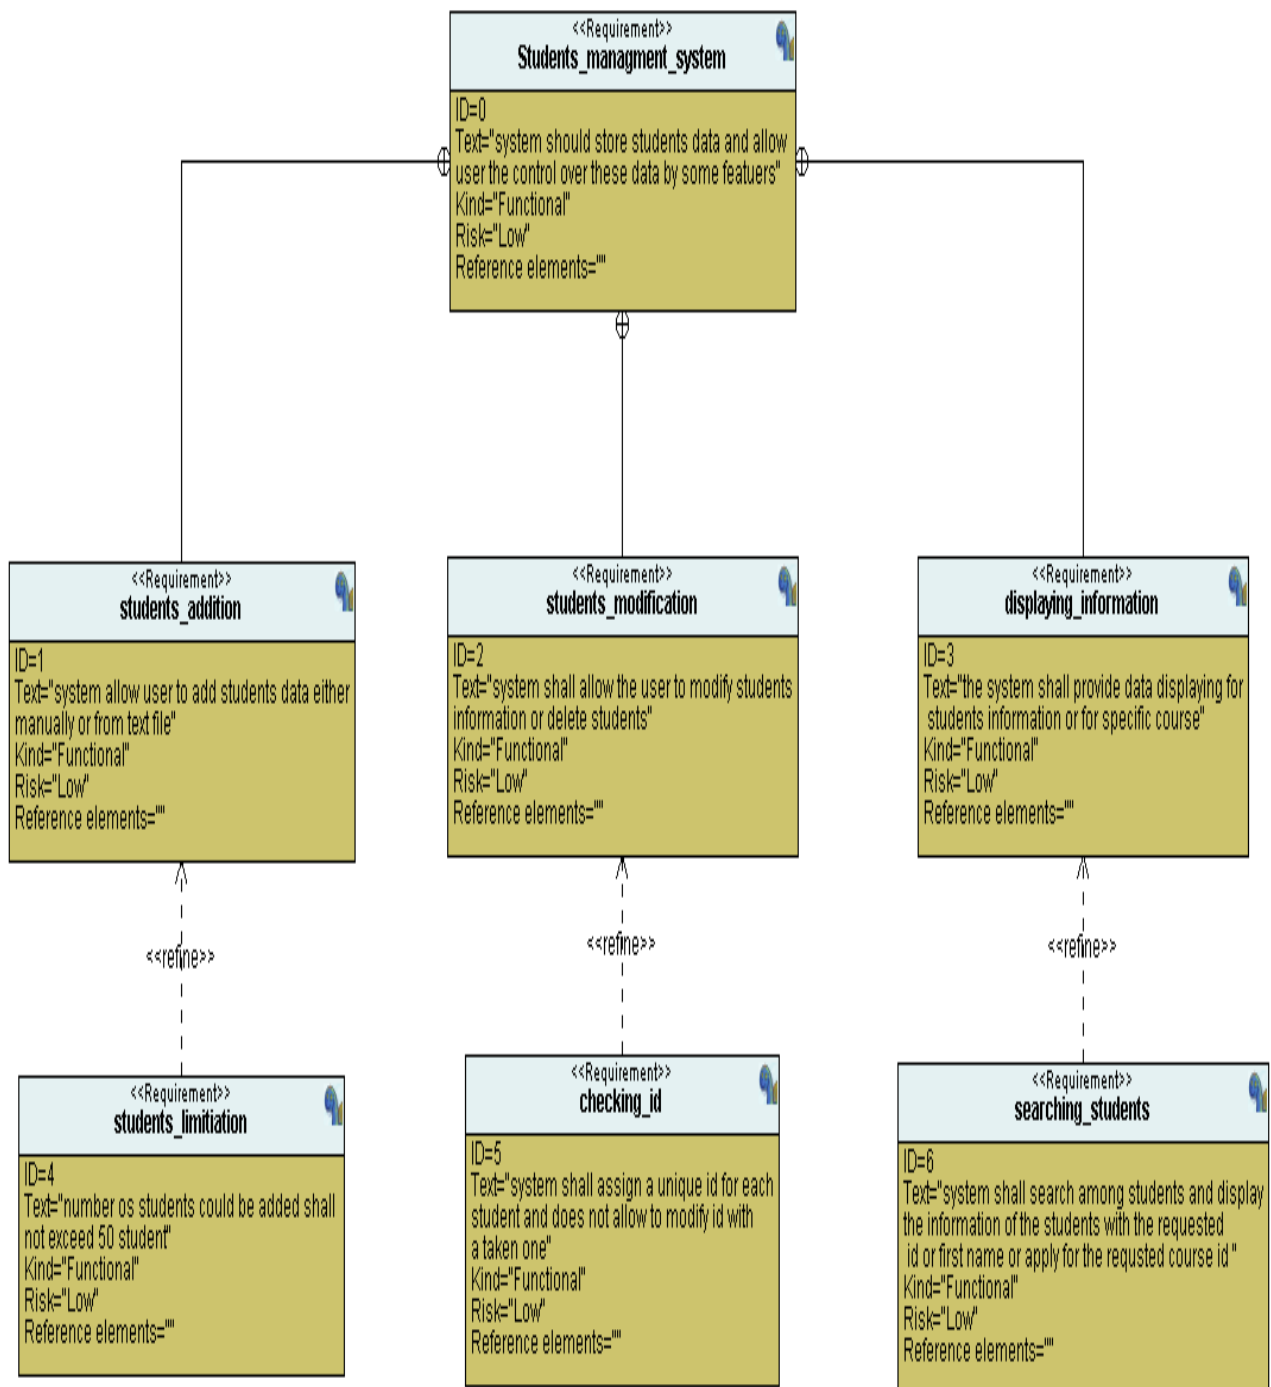 <<Requirement>>
Students_managment_system
ID=0
Text="system should store students data and allow
user the control over these data by some featuers"
Kind="Functional"
Risk="Low"
Reference elements=""
<<Requirement>>
students_addition
ID=1
Text="system allow user to add students data either
manually or from text file"
Kind="Functional"
Risk="Low"
Reference elements=""
<<Requirement>>
students_modification
ID=2
Text="system shall allow the user to modify students
information or delete students"
Kind="Functional"
Risk="Low"
Reference elements=""
<<Requirement>>
displaying_information
ID=3
Text="the system shall provide data displaying for
students information or for specific course"
Kind="Functional"
Risk="Low"
Reference elements=""
<<refine>>
<<refine>>
<<refine>>
<<Requirement>>
students_limitiation
ID=4
Text="number os students could be added shall
not exceed 50 student"
Kind="Functional"
Risk="Low"
Reference elements=""
<<Requirement>>
checking_id
ID=5
Text="system shall assign a unique id for each
student and does not allow to modify id with
a taken one"
Kind="Functional"
Risk="Low"
Reference elements=""
<<Requirement>>
searching_students
ID=6
Text="system shall search among students and display
the information of the students with the requested
id or first name or apply for the requsted course id "
Kind="Functional"
Risk="Low"
Reference elements=""